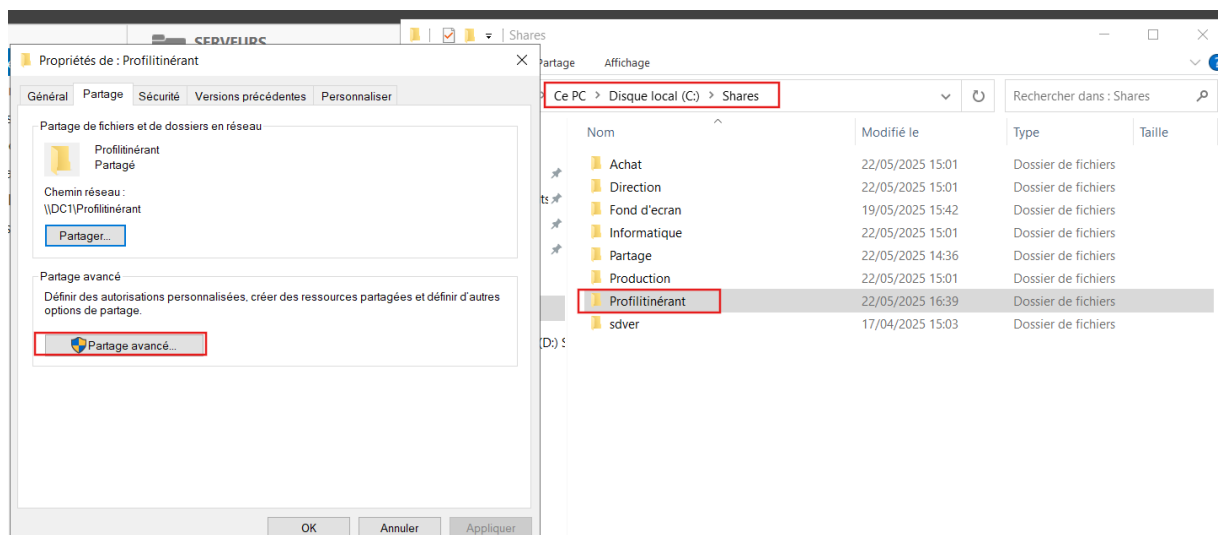 SERVEURS
Shares
Propriétés de : Profilitinérant
Partage Affichage
Général Partage Sécurité Versions précédentes Personnaliser
Ce PC > Disque local (C:) > Shares
Rechercher dans : Shares
Partage de fichiers et de dossiers en réseau
Profilitinérant
Partagé
Chemin réseau :
\\DC1\Profilitinérant
Partager...
Partage avancé
Définir des autorisations personnalisées, créer des ressources partagées et définir d'autres
options de partage.
Partage avancé...
OK Annuler Appliquer
Nom Modifié le Type Taille
Achat 22/05/2025 15:01 Dossier de fichiers
Direction 22/05/2025 15:01 Dossier de fichiers
Fond d'ecran 19/05/2025 15:42 Dossier de fichiers
Informatique 22/05/2025 15:01 Dossier de fichiers
Partage 22/05/2025 14:36 Dossier de fichiers
Production 22/05/2025 15:01 Dossier de fichiers
Profilitinérant 22/05/2025 16:39 Dossier de fichiers
sdver 17/04/2025 15:03 Dossier de fichiers
(D:)